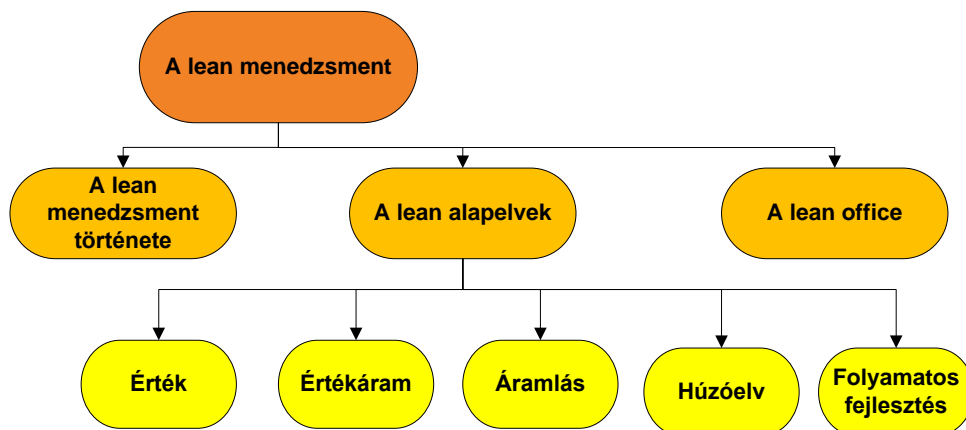 A lean menedzsment
A lean
menedzsment
története
A lean alapelvek
A lean office
Érték
Értékáram
Áramlás
Húzóelv
Folyamatos
fejlesztés